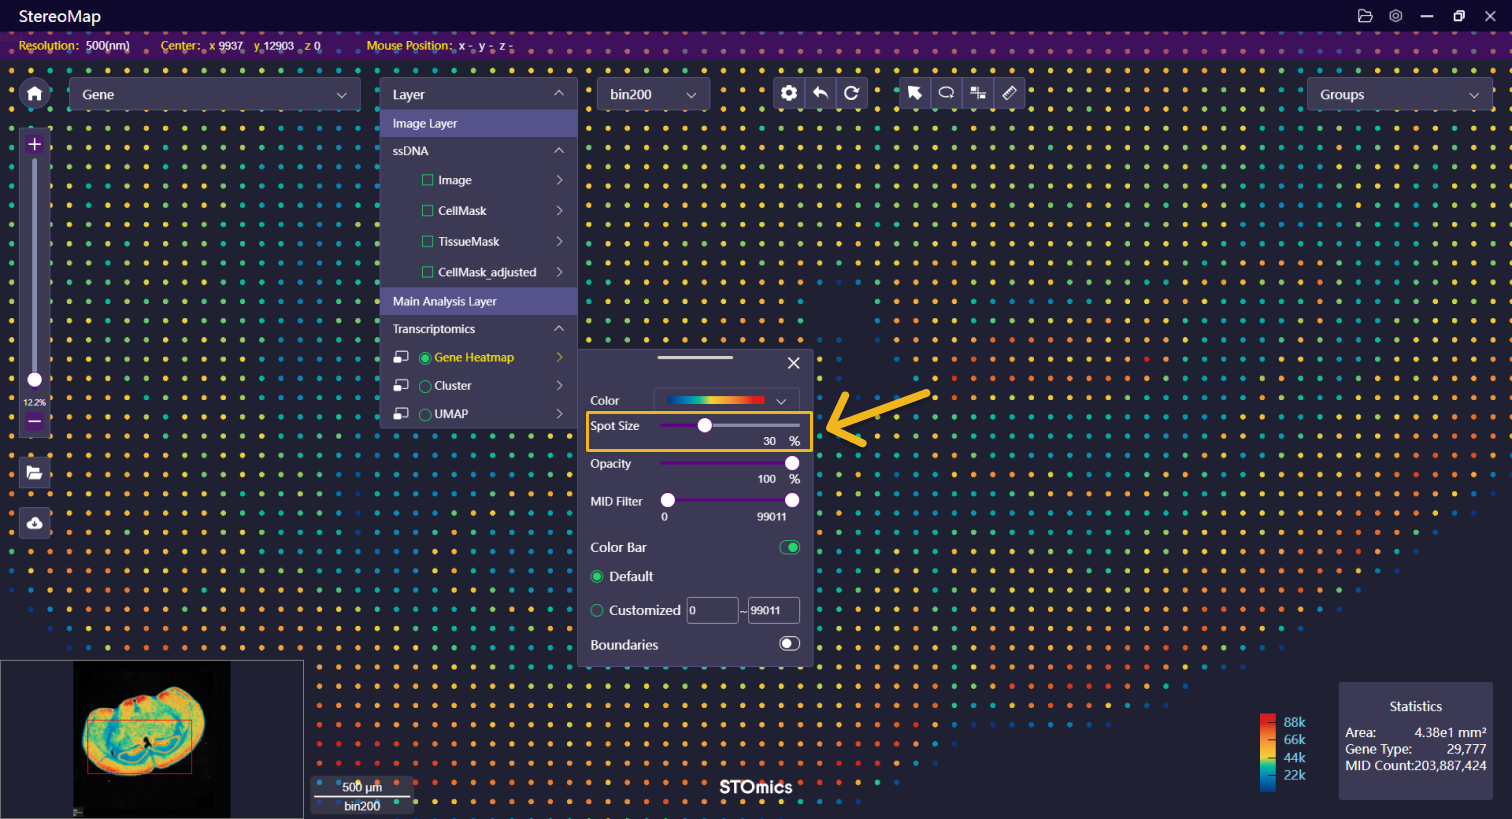 StereoMap
Resolution: 500(nm) Center: x 9937 y 12903 z 0 Mouse Position: x - y - z -
Gene
Layer
bin200
Groups
Image Layer
ssDNA
Image
CellMask
TissueMask
CellMask_adjusted
Main Analysis Layer
Transcriptomics
Gene Heatmap
Cluster
UMAP
12.2%
Color
Spot Size
30 %
Opacity
100 %
MID Filter
0 99011
Color Bar
Default
Customized 0 ~ 99011
Boundaries
500 μm
bin200
STOmics
88k
66k
44k
22k
Statistics
Area: 4.38e1 mm²
Gene Type: 29,777
MID Count:203,887,424